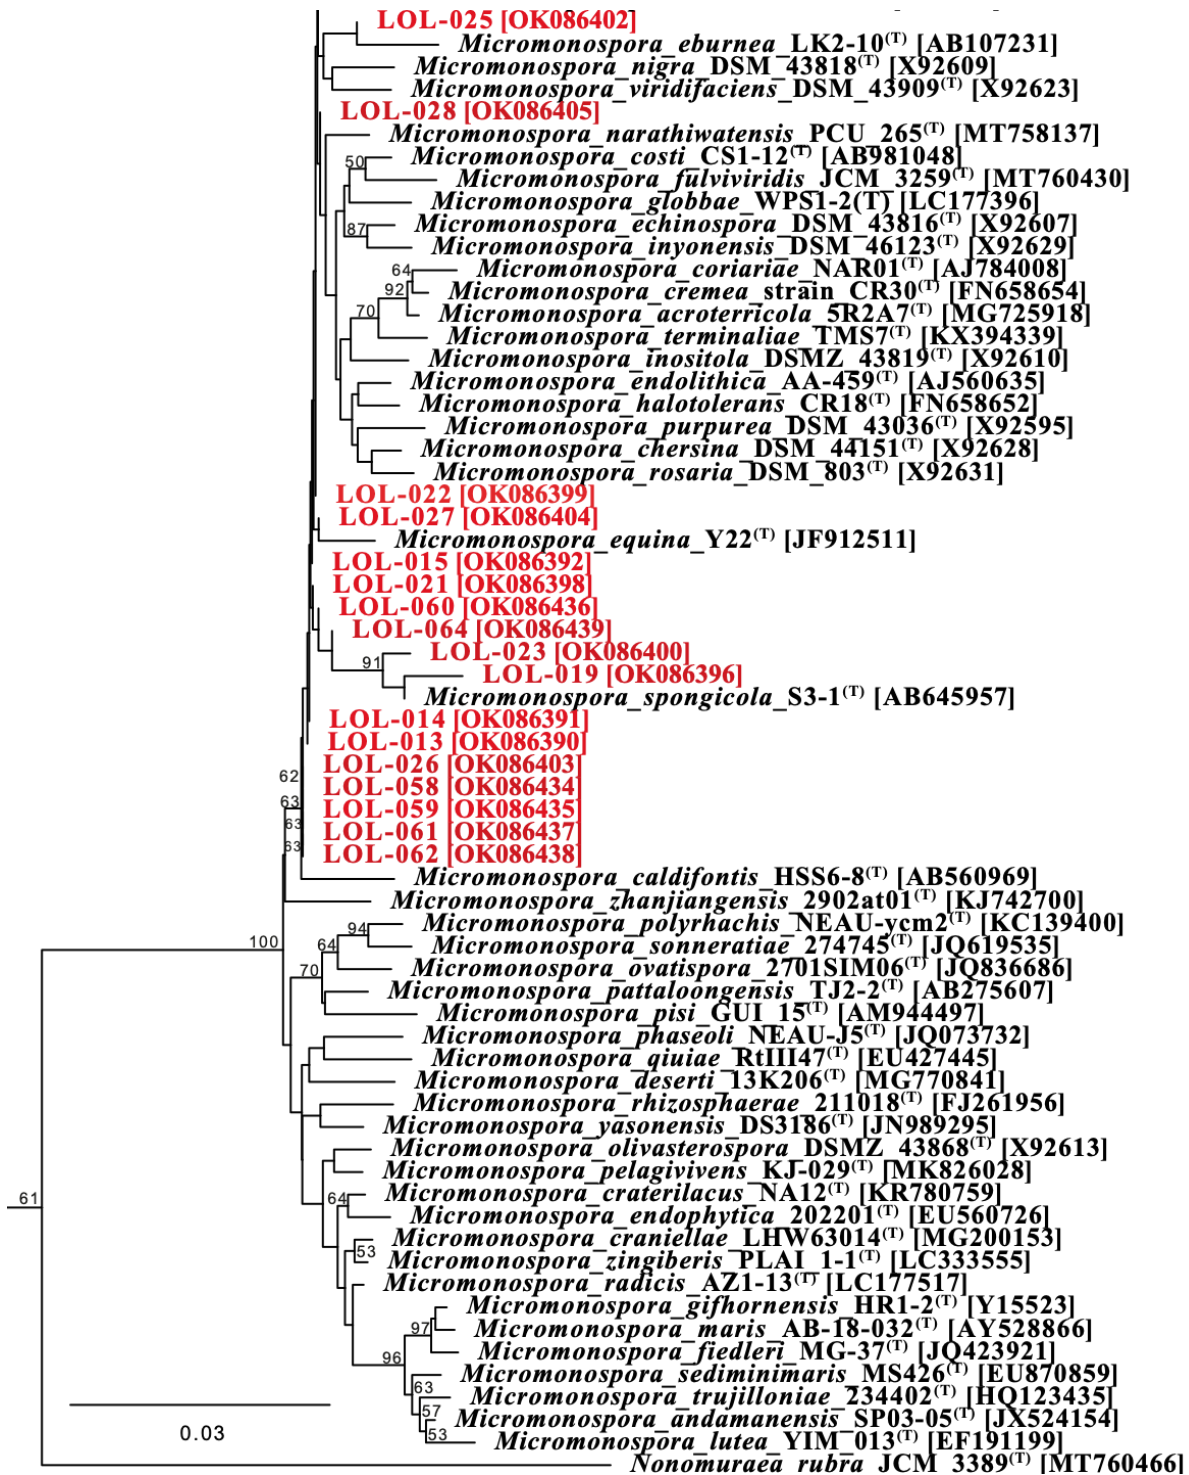 LOL-025 [OK086402]
Micromonospora_eburnea_LK2-10(T) [AB107231]
Micromonospora_nigra_DSM_43818(T) [X92609]
Micromonospora_viridifaciens_DSM_43909(T) [X92623]
LOL-028 [OK086405]
Micromonospora_narathiwatensis_PCU_265(T) [MT758137]
Micromonospora_costi_CS1-12(T) [AB981048]
50
Micromonospora_fulviviridis_JCM_3259(T) [MT760430]
Micromonospora_globbae_WPS1-2(T) [LC177396]
Micromonospora_echinospora_DSM_43816(T) [X92607]
87
Micromonospora_inyonensis_DSM_46123(T) [X92629]
64
Micromonospora_coriariae_NAR01(T) [AJ784008]
92
Micromonospora_cremea_strain_CR30(T) [FN658654]
70
Micromonospora_acroterricola_5R2A7(T) [MG725918]
Micromonospora_terminaliae_TMS7(T) [KX394339]
Micromonospora_inositola_DSMZ_43819(T) [X92610]
Micromonospora_endolithica_AA-459(T) [AJ560635]
Micromonospora_halotolerans_CR18(T) [FN658652]
Micromonospora_purpurea_DSM_43036(T) [X92595]
Micromonospora_chersina_DSM_44151(T) [X92628]
Micromonospora_rosaria_DSM_803(T) [X92631]
LOL-022 [OK086399]
LOL-027 [OK086404]
Micromonospora_equina_Y22(T) [JF912511]
LOL-015 [OK086392]
LOL-021 [OK086398]
LOL-060 [OK086436]
LOL-064 [OK086439]
LOL-023 [OK086400]
91
LOL-019 [OK086396]
Micromonospora_spongicola_S3-1(T) [AB645957]
LOL-014 [OK086391]
LOL-013 [OK086390]
LOL-026 [OK086403]
62
LOL-058 [OK086434]
63
LOL-059 [OK086435]
63
LOL-061 [OK086437]
63
LOL-062 [OK086438]
Micromonospora_caldifontis_HSS6-8(T) [AB560969]
Micromonospora_zhanjiangensis_2902at01(T) [KJ742700]
94
Micromonospora_polyrhachis_NEAU-ycm2(T) [KC139400]
100
64
Micromonospora_sonneratiae_274745(T) [JQ619535]
70
Micromonospora_ovatispora_2701SIM06(T) [JQ836686]
Micromonospora_pattaloongensis_TJ2-2(T) [AB275607]
Micromonospora_pisi_GUI_15(T) [AM944497]
Micromonospora_phaseoli_NEAU-J5(T) [JQ073732]
Micromonospora_qiuiae_RtIII47(T) [EU427445]
Micromonospora_deserti_13K206(T) [MG770841]
Micromonospora_rhizosphaerae_211018(T) [FJ261956]
Micromonospora_yasonensis_DS3186(T) [JN989295]
Micromonospora_olivasterospora_DSMZ_43868(T) [X92613]
Micromonospora_pelagivivens_KJ-029(T) [MK826028]
61
64
Micromonospora_craterilacus_NA12(T) [KR780759]
Micromonospora_endophytica_202201(T) [EU560726]
Micromonospora_craniellae_LHW63014(T) [MG200153]
53
Micromonospora_zingiberis_PLAI_1-1(T) [LC333555]
Micromonospora_radicis_AZ1-13(T) [LC177517]
Micromonospora_gifhornensis_HR1-2(T) [Y15523]
97
Micromonospora_maris_AB-18-032(T) [AY528866]
96
Micromonospora_fiedleri_MG-37(T) [JQ423921]
Micromonospora_sediminimaris_MS426(T) [EU870859]
63
Micromonospora_trujilloniae_234402(T) [HQ123435]
57
Micromonospora_andamanensis_SP03-05(T) [JX524154]
0.03
53
Micromonospora_lutea_YIM_013(T) [EF191199]
Nonomuraea_rubra_JCM_3389(T) [MT760466]